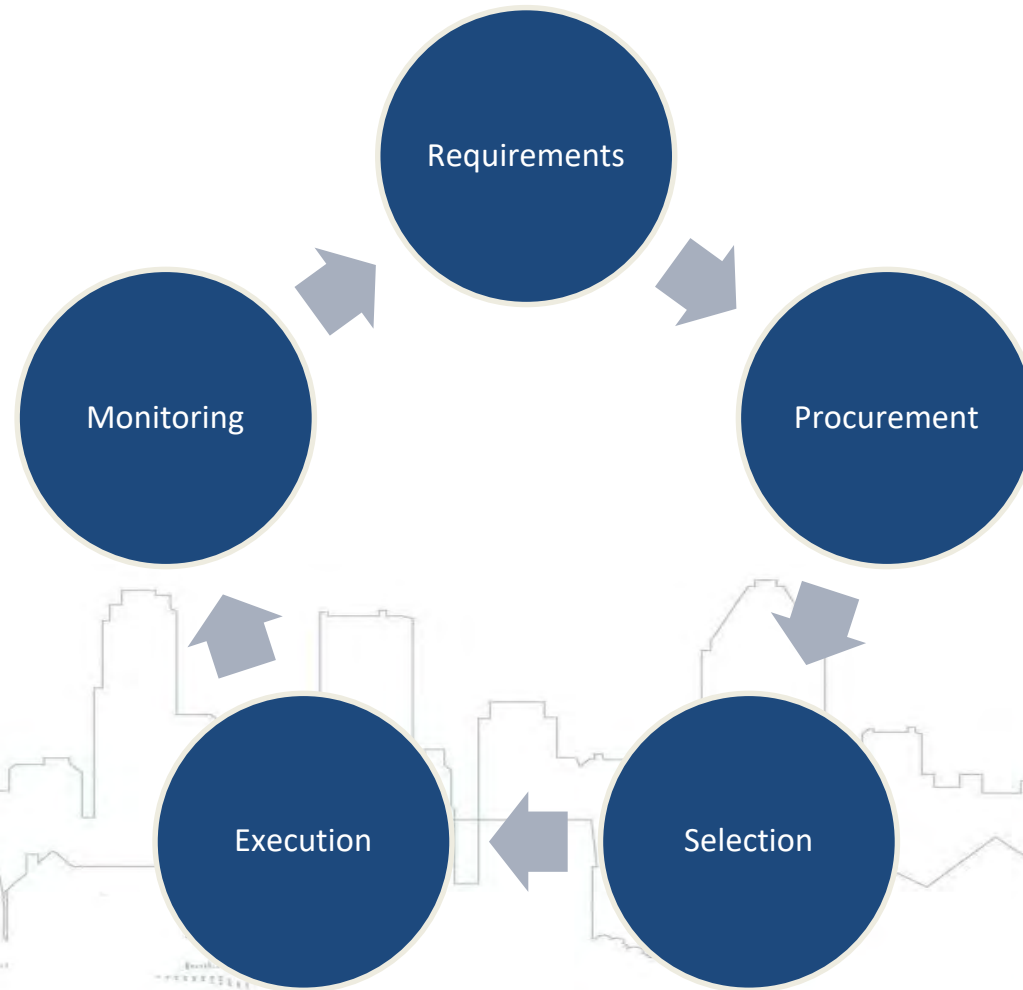 Requirements
Procurement
Selection
Execution
Monitoring